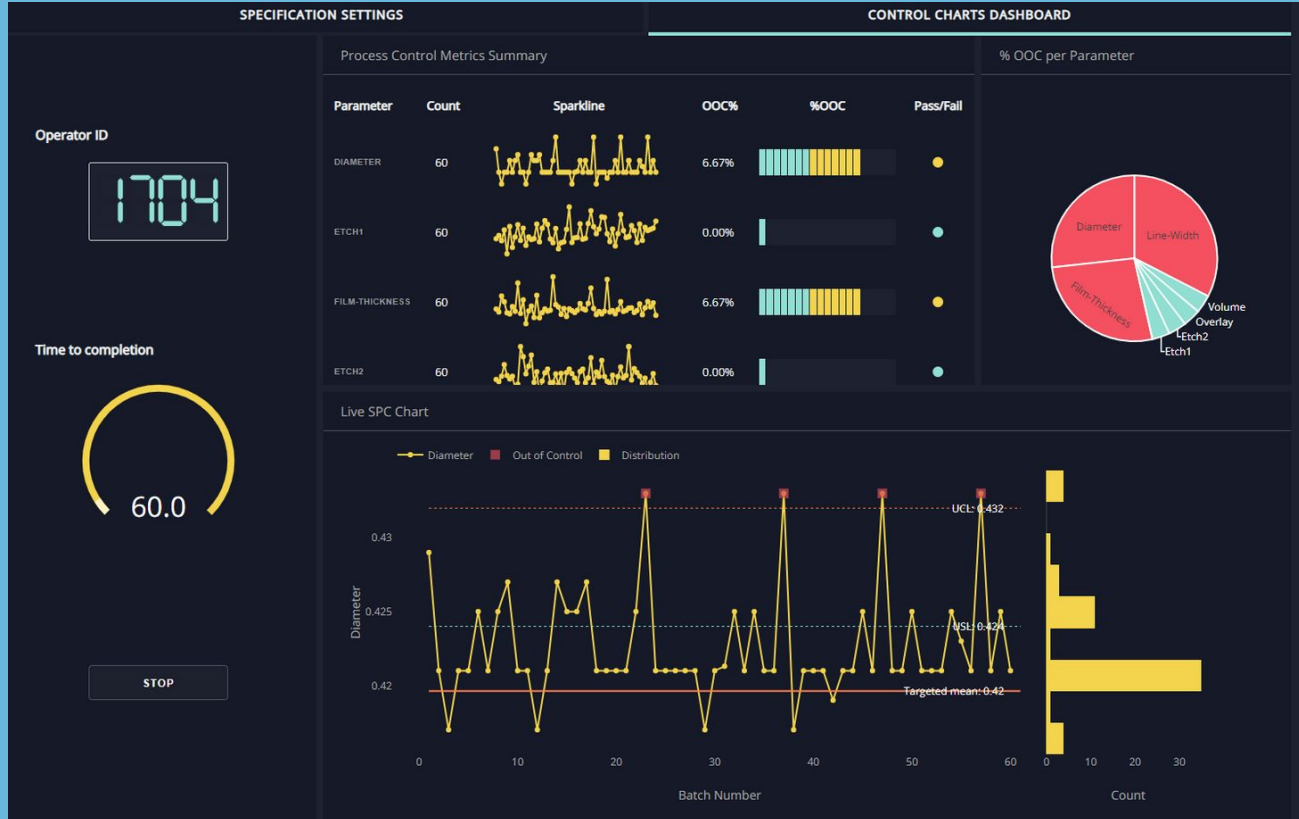 SPECIFICATION SETTINGS
CONTROL CHARTS DASHBOARD
Operator ID
1704
Time to completion
60.0
STOP
Process Control Metrics Summary
Parameter Count Sparkline OOC% %OOC Pass/Fail
DIAMETER 60 6.67%
ETCH1 60 0.00%
FILM-THICKNESS 60 6.67%
ETCH2 60 0.00%
% OOC per Parameter
Diameter
Line-Width
Film-Thickness
Volume
Overlay
Etch2
Etch1
Live SPC Chart
Diameter Out of Control Distribution
UCL: 0.432
0.43
Diameter
0.425
USL: 0.424
0.42
Targeted mean: 0.42
0 10 20 30 40 50 60
Batch Number
0 10 20 30
Count